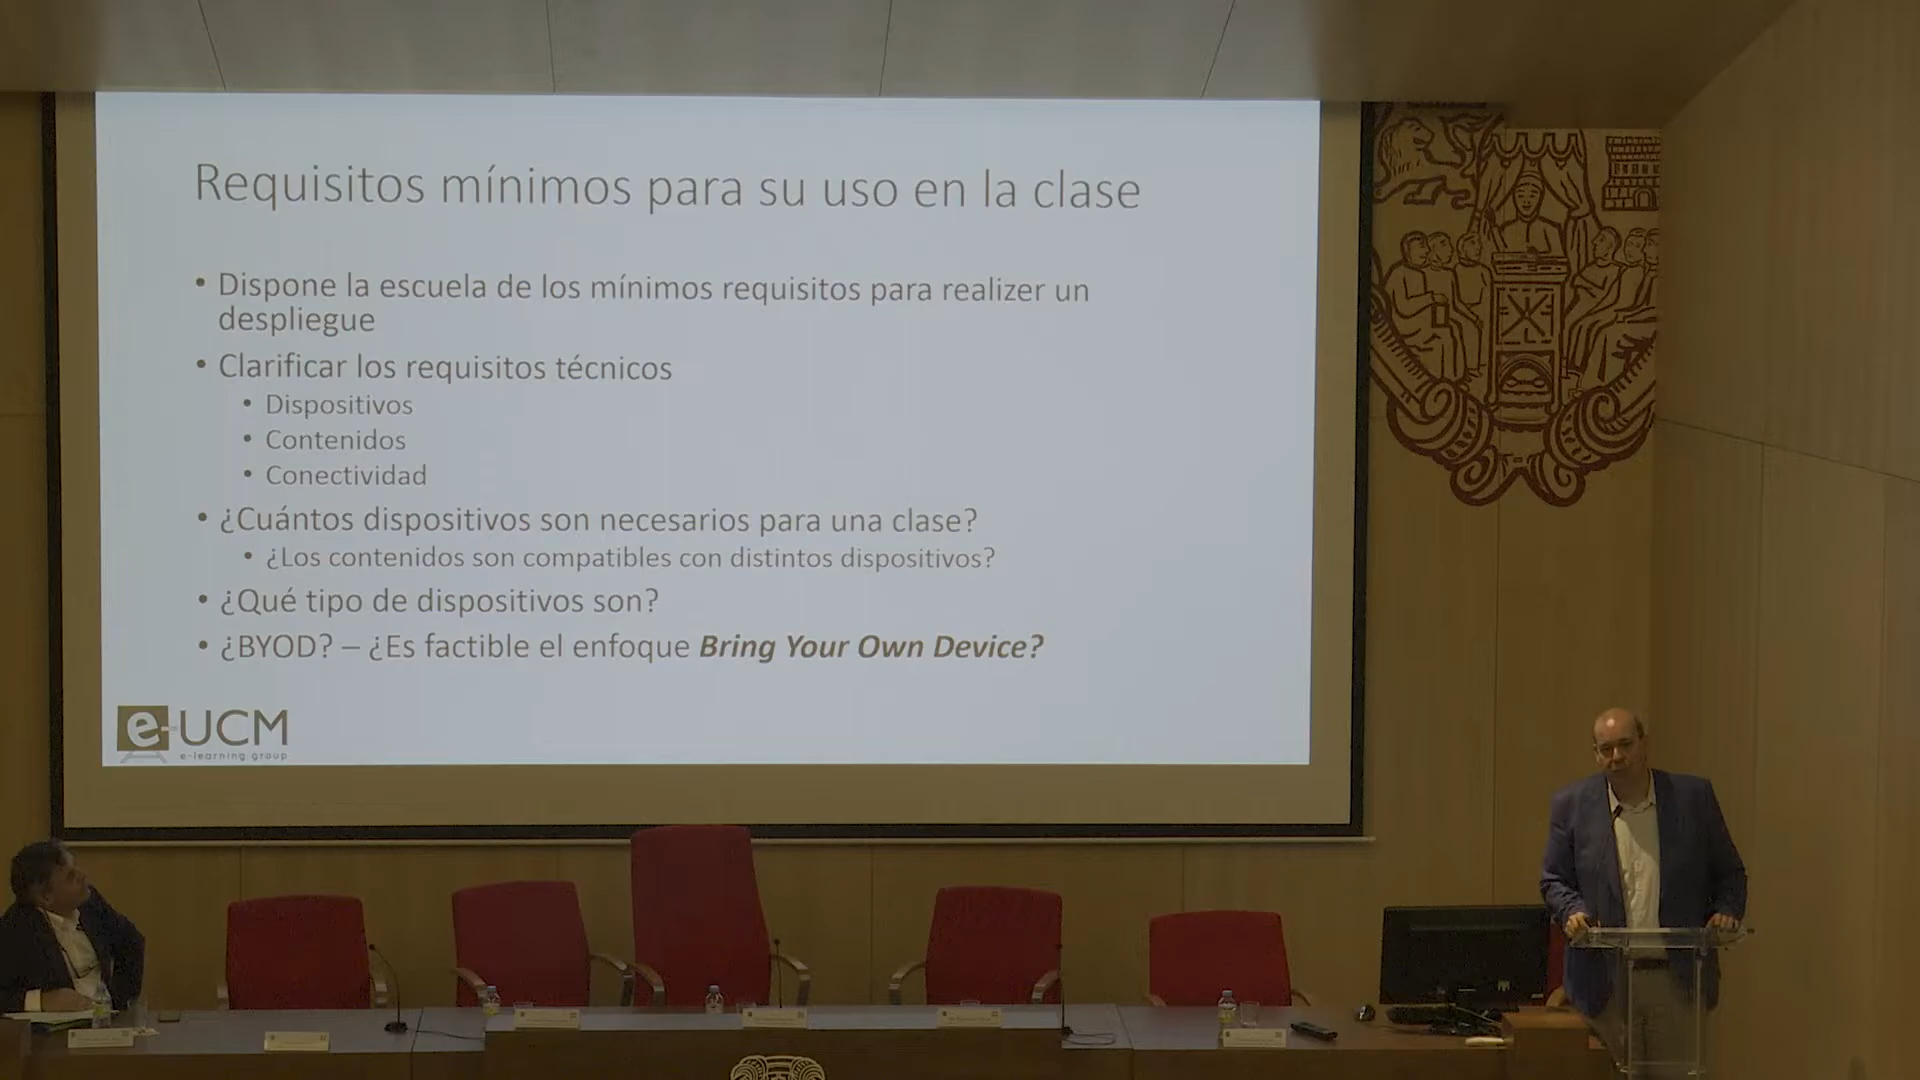 Requisitos mínimos para su uso en la clase
• Dispone la escuela de los mínimos requisitos para realizer un
despliegue
• Clarificar los requisitos técnicos
• Dispositivos
• Contenidos
• Conectividad
• ¿Cuántos dispositivos son necesarios para una clase?
• ¿Los contenidos son compatibles con distintos dispositivos?
• ¿Qué tipo de dispositivos son?
• ¿BYOD? – ¿Es factible el enfoque Bring Your Own Device?
e-UCM
e-learning group